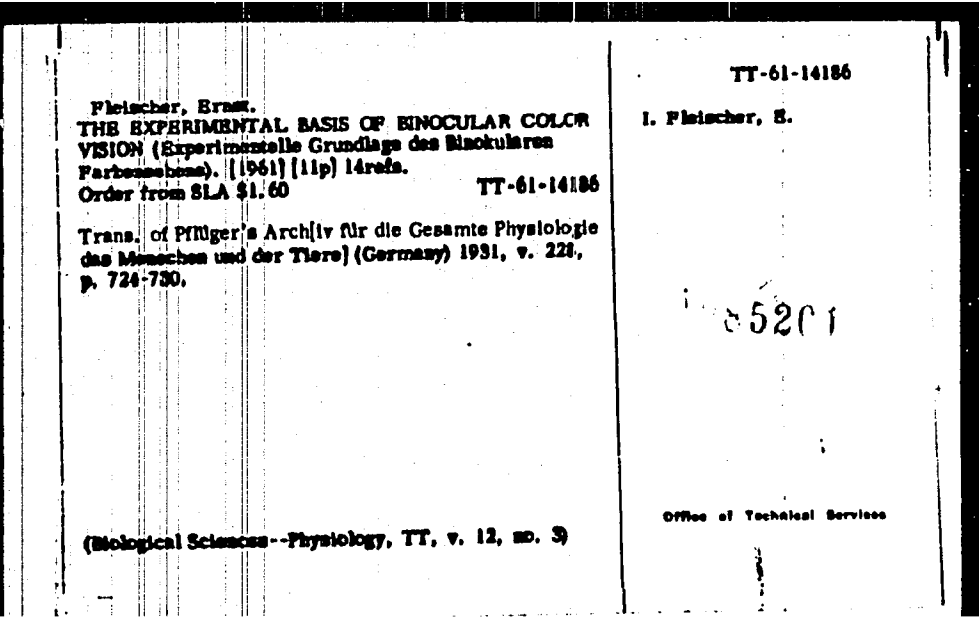 TT-61-14186
Fleischer, Ernst.
THE EXPERIMENTAL BASIS OF BINOCULAR COLOR
VISION (Experimentelle Grundlage des Binokularen
Farbensehens). [1961] [11p] 14refs.
Order from SLA $1.60 TT-61-14186
Trans. of Pflüger's Arch[iv für die Gesamte Physiologie
des Menschen und der Tiere] (Germany) 1931, v. 228,
p. 724-730.
(Biological Sciences--Physiology, TT, v. 12, no. 3)
I. Fleischer, E.
Office of Technical Services